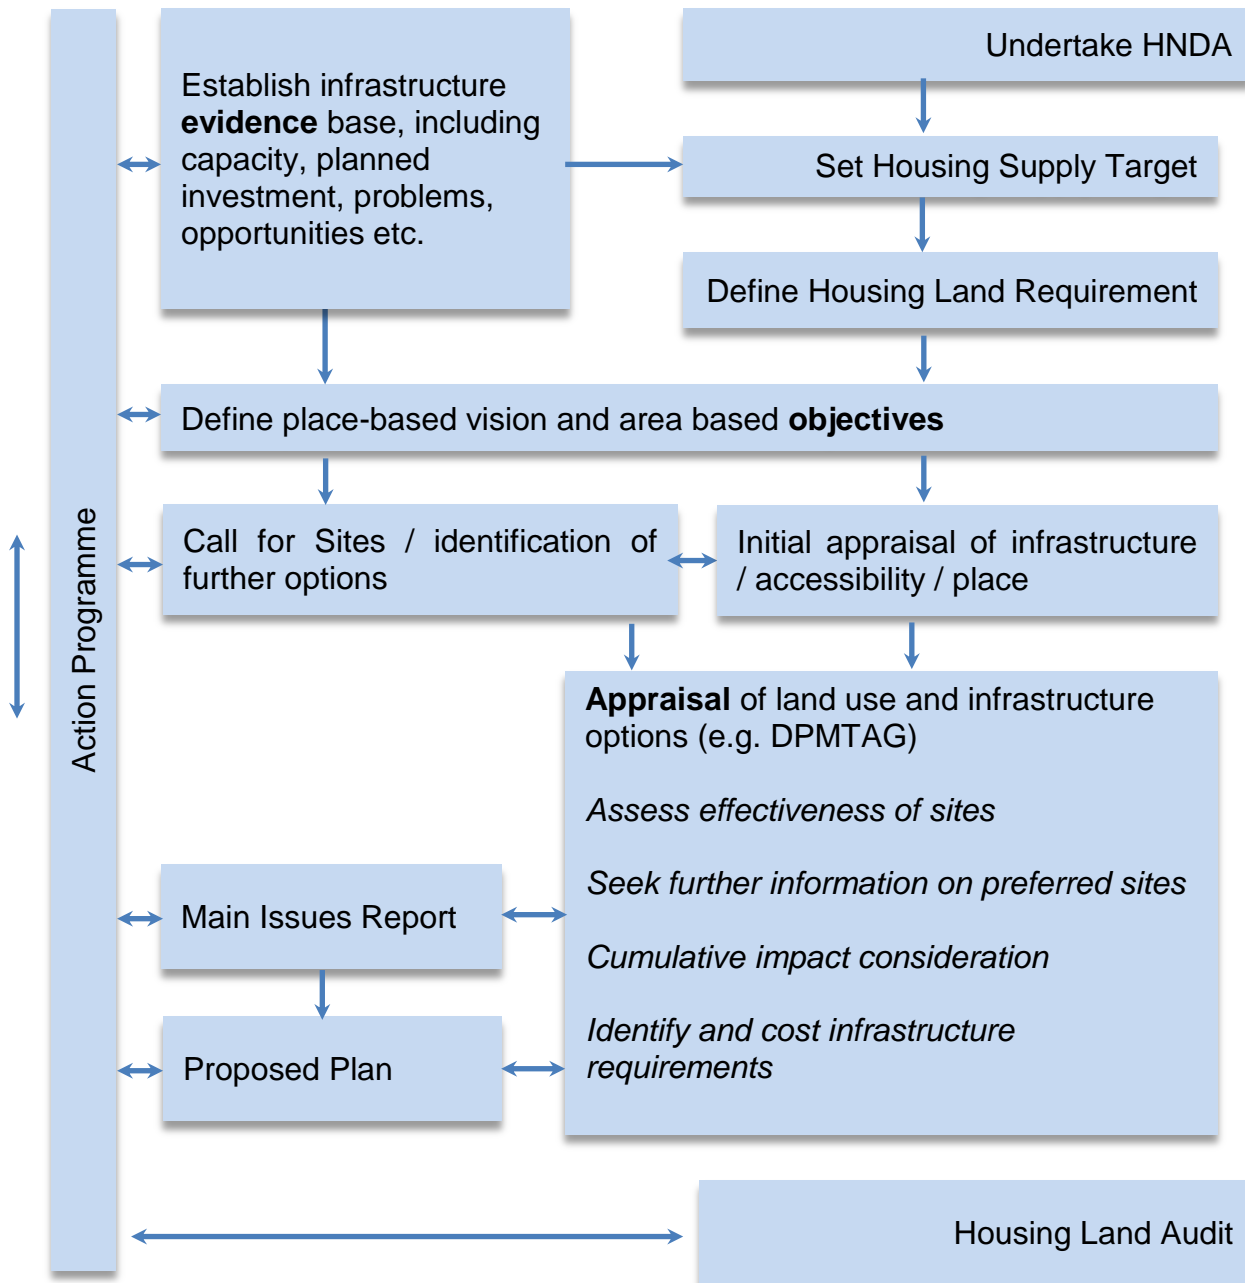 Undertake HNDA
Establish infrastructure
evidence base, including
capacity, planned
investment, problems,
opportunities etc.
Set Housing Supply Target
Define Housing Land Requirement
Define place-based vision and area based objectives
Call for Sites / identification of
further options
Initial appraisal of infrastructure
/ accessibility / place
Action Programme
Appraisal of land use and infrastructure
options (e.g. DPMTAG)
Assess effectiveness of sites
Seek further information on preferred sites
Cumulative impact consideration
Identify and cost infrastructure
requirements
Main Issues Report
Proposed Plan
Housing Land Audit